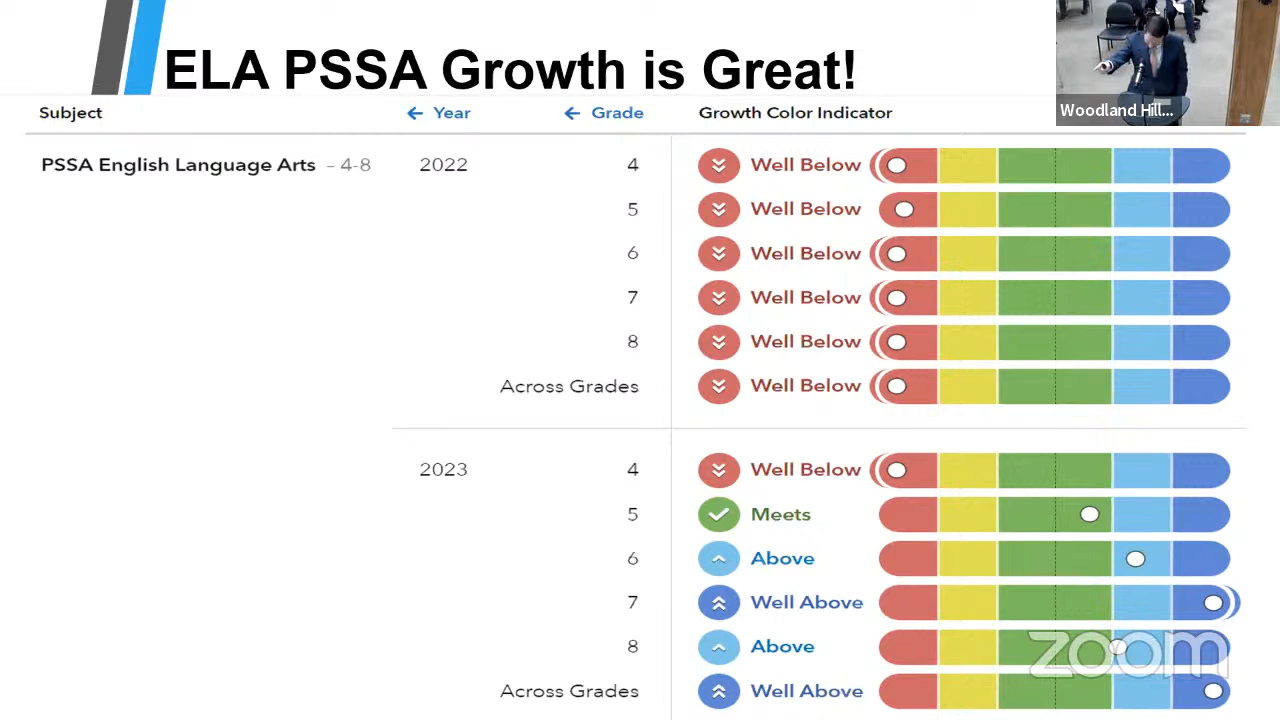 ELA PSSA Growth is Great!
Woodland Hill...
Subject ← Year ← Grade Growth Color Indicator
PSSA English Language Arts – 4-8 2022 4 Well Below
5 Well Below
6 Well Below
7 Well Below
8 Well Below
Across Grades Well Below
2023 4 Well Below
5 Meets
6 Above
7 Well Above
8 Above
zoom
Across Grades Well Above